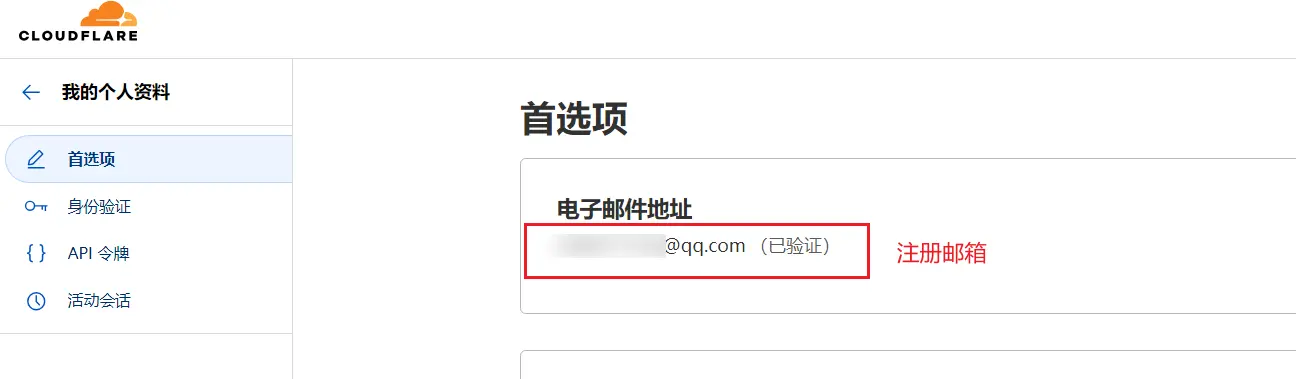 CLOUDFLARE
我的个人资料
首选项
身份验证
API 令牌
活动会话
首选项
电子邮件地址
@qq.com （已验证）
注册邮箱